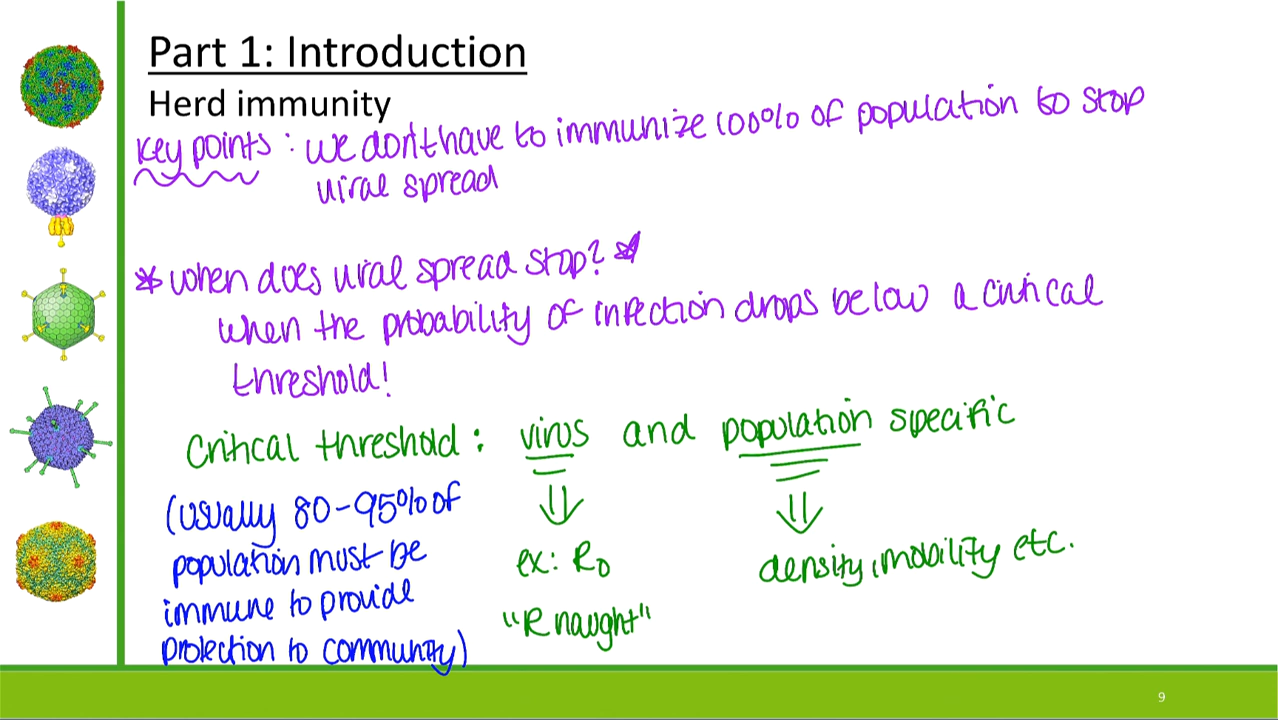 Part 1: Introduction
Herd immunity
key points : we don't have to immunize 100% of population to stop
viral spread
*when does viral spread stop?*
when the probability of infection drops below a critical
threshold!
Critical threshold : virus and population specific
(usually 80-95% of
population must be
immune to provide
protection to community)
ex: R0
"R naught"
density, mobility etc.
9